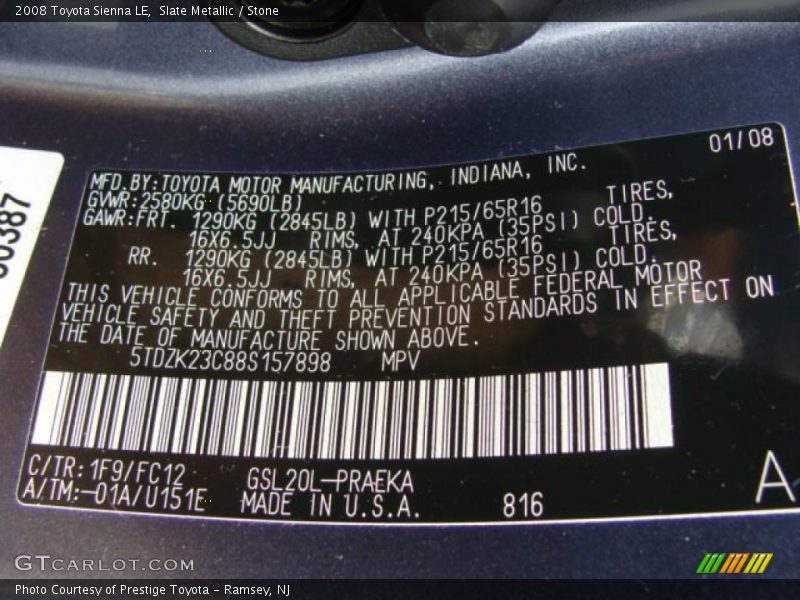 2008 Toyota Sienna LE,  Slate Metallic / Stone
01/08
MFD.BY:TOYOTA MOTOR MANUFACTURING, INDIANA, INC.
GVWR:2580KG (5690LB)
GAWR:FRT. 1290KG (2845LB) WITH P215/65R16 TIRES,
16X6.5JJ RIMS, AT 240KPA (35PSI) COLD.
RR. 1290KG (2845LB) WITH P215/65R16 TIRES,
16X6.5JJ RIMS, AT 240KPA (35PSI) COLD.
THIS VEHICLE CONFORMS TO ALL APPLICABLE FEDERAL MOTOR
VEHICLE SAFETY AND THEFT PREVENTION STANDARDS IN EFFECT ON
THE DATE OF MANUFACTURE SHOWN ABOVE.
5TDZK23C88S157898 MPV
C/TR: 1F9/FC12 GSL20L-PRAEKA
A/TM:-01A/U151E MADE IN U.S.A. 816
A
GTCARLOT.COM
Photo Courtesy of Prestige Toyota - Ramsey, NJ